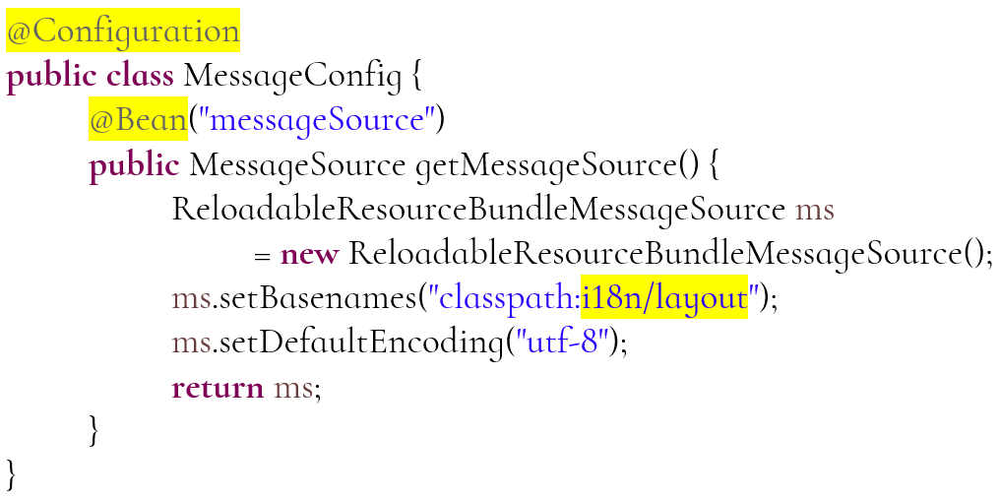 @Configuration
public class MessageConfig {
@Bean("messageSource")
public MessageSource getMessageSource() {
ReloadableResourceBundleMessageSource ms
= new ReloadableResourceBundleMessageSource();
ms.setBasenames("classpath:i18n/layout");
ms.setDefaultEncoding("utf-8");
return ms;
}
}